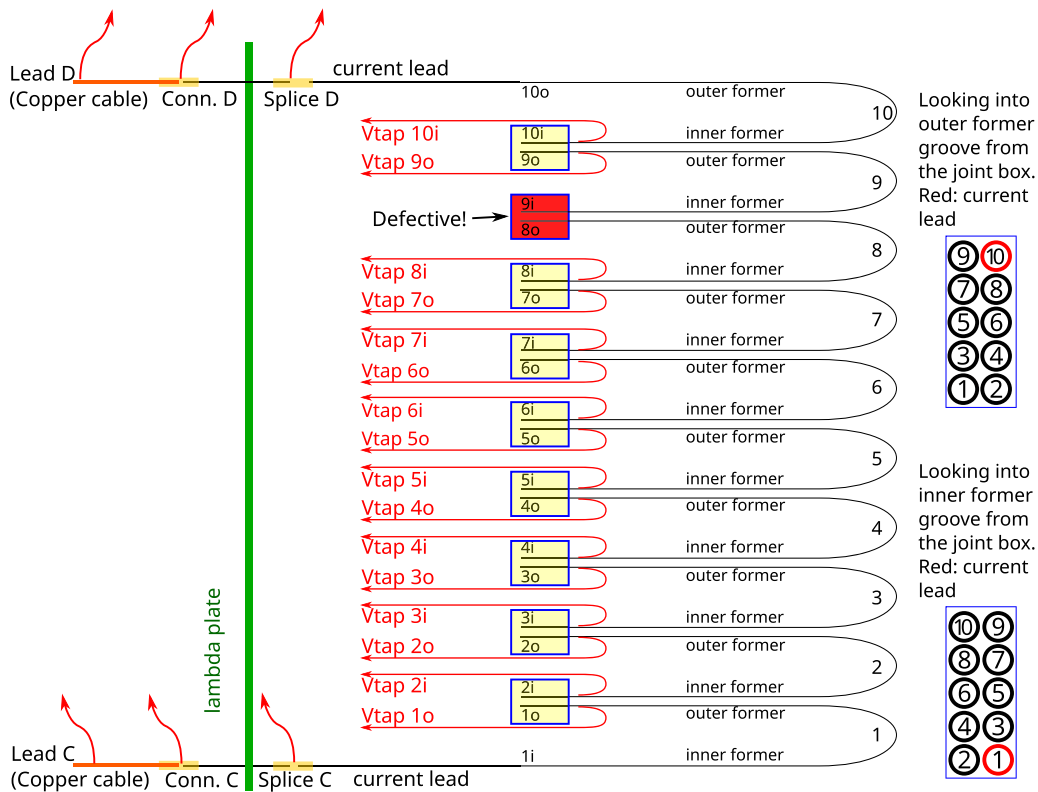 Lead D
(Copper cable)
Conn. D
Splice D
current lead
10o
outer former
10
Vtap 10i
10i
inner former
Vtap 9o
9o
outer former
9
Defective!
9i
inner former
8o
outer former
8
Vtap 8i
8i
inner former
Vtap 7o
7o
outer former
7
Vtap 7i
7i
inner former
Vtap 6o
6o
outer former
6
Vtap 6i
6i
inner former
Vtap 5o
5o
outer former
5
Vtap 5i
5i
inner former
Vtap 4o
4o
outer former
4
Vtap 4i
4i
inner former
Vtap 3o
3o
outer former
3
Vtap 3i
3i
inner former
Vtap 2o
2o
outer former
2
Vtap 2i
2i
inner former
Vtap 1o
1o
outer former
1
1i
inner former
lambda plate
Lead C
(Copper cable)
Conn. C
Splice C
current lead
Looking into
outer former
groove from
the joint box.
Red: current
lead
9 10
7 8
5 6
3 4
1 2
Looking into
inner former
groove from
the joint box.
Red: current
lead
10 9
8 7
6 5
4 3
2 1